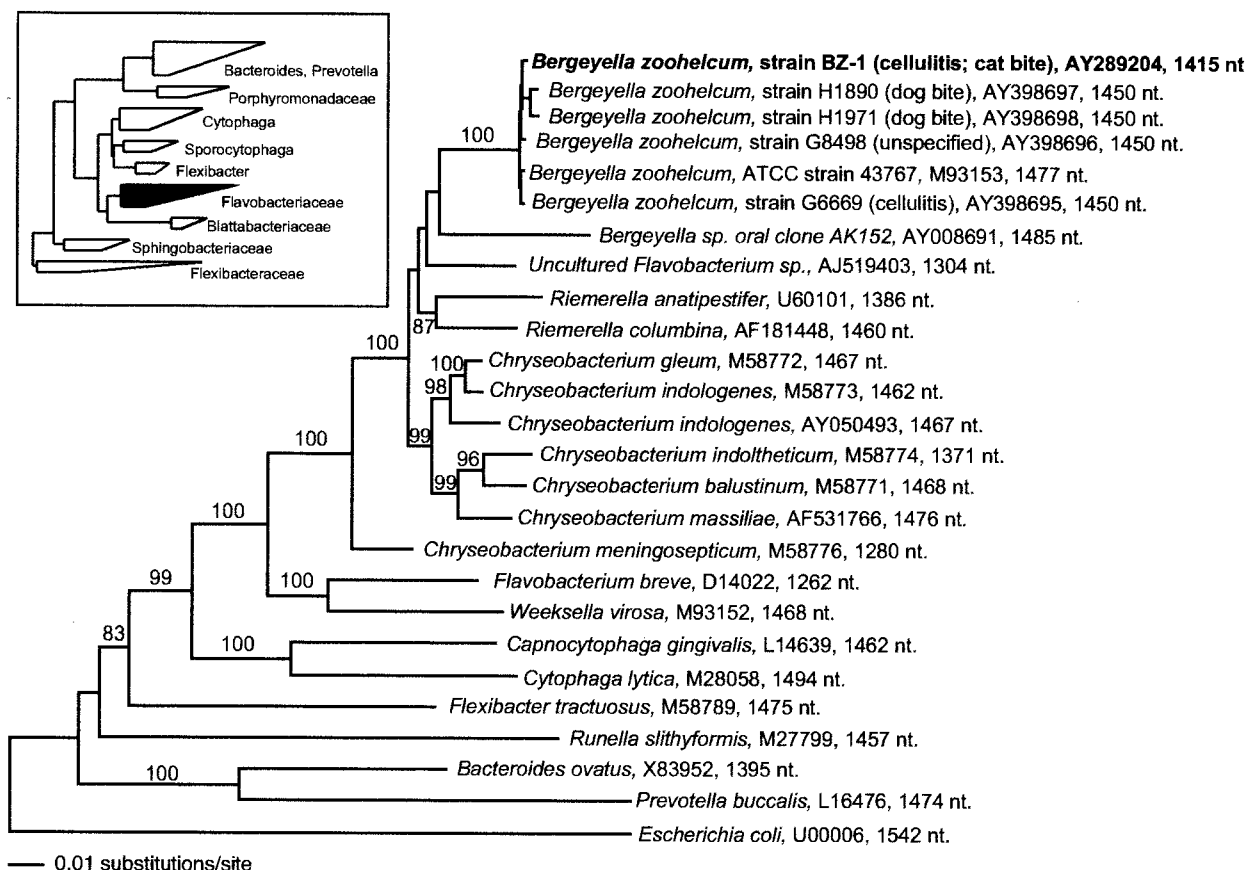 Bacteroides, Prevotella
Porphyromonadaceae
Cytophaga
Sporocytophaga
Flexibacter
Flavobacteriaceae
Blattabacteriaceae
Sphingobacteriaceae
Flexibacteraceae
Bergeyella zoohelcum, strain BZ-1 (cellulitis; cat bite), AY289204, 1415 nt
Bergeyella zoohelcum, strain H1890 (dog bite), AY398697, 1450 nt.
Bergeyella zoohelcum, strain H1971 (dog bite), AY398698, 1450 nt.
100
Bergeyella zoohelcum, strain G8498 (unspecified), AY398696, 1450 nt.
Bergeyella zoohelcum, ATCC strain 43767, M93153, 1477 nt.
Bergeyella zoohelcum, strain G6669 (cellulitis), AY398695, 1450 nt.
Bergeyella sp. oral clone AK152, AY008691, 1485 nt.
Uncultured Flavobacterium sp., AJ519403, 1304 nt.
Riemerella anatipestifer, U60101, 1386 nt.
87
Riemerella columbina, AF181448, 1460 nt.
100
Chryseobacterium gleum, M58772, 1467 nt.
100
Chryseobacterium indologenes, M58773, 1462 nt.
98
Chryseobacterium indologenes, AY050493, 1467 nt.
99
100
Chryseobacterium indoltheticum, M58774, 1371 nt.
96
Chryseobacterium balustinum, M58771, 1468 nt.
99
Chryseobacterium massiliae, AF531766, 1476 nt.
100
Chryseobacterium meningosepticum, M58776, 1280 nt.
99
100
Flavobacterium breve, D14022, 1262 nt.
Weeksella virosa, M93152, 1468 nt.
83
100
Capnocytophaga gingivalis, L14639, 1462 nt.
Cytophaga lytica, M28058, 1494 nt.
Flexibacter tractuosus, M58789, 1475 nt.
Runella slithyformis, M27799, 1457 nt.
100
Bacteroides ovatus, X83952, 1395 nt.
Prevotella buccalis, L16476, 1474 nt.
Escherichia coli, U00006, 1542 nt.
0.01 substitutions/site